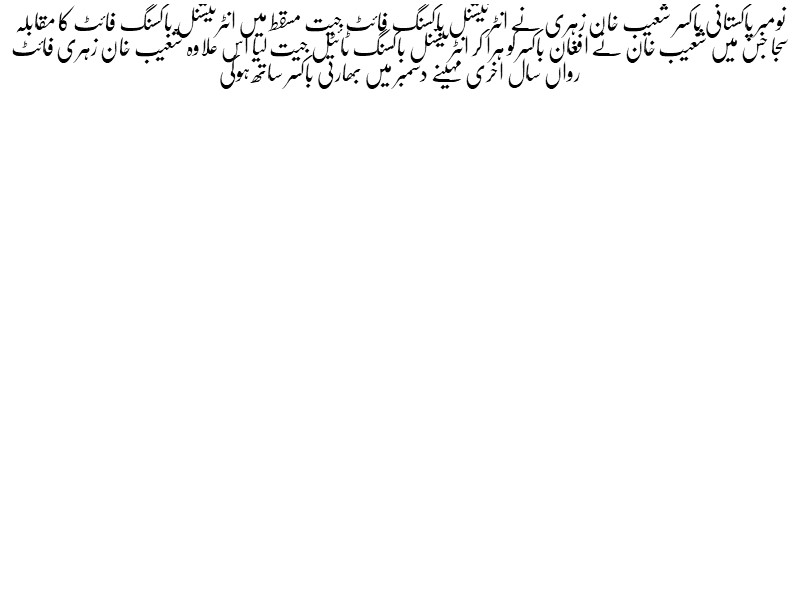 نومبر پاکستانی باکسر شعیب خان زہری نے انٹرنیشنل باکسنگ فائٹ جیت مسقط میں انٹرنیشنل باکسنگ فائٹ کا مقابلہ
سجا جس میں شعیب خان نے افغان باکسر کو ہرا کر انٹرنیشنل باکسنگ ٹائٹل جیت لیا اس علاوہ شعیب خان زہری فائٹ
رواں سال آخری مہینے دسمبر میں بھارتی باکسر ساتھ ہوگی